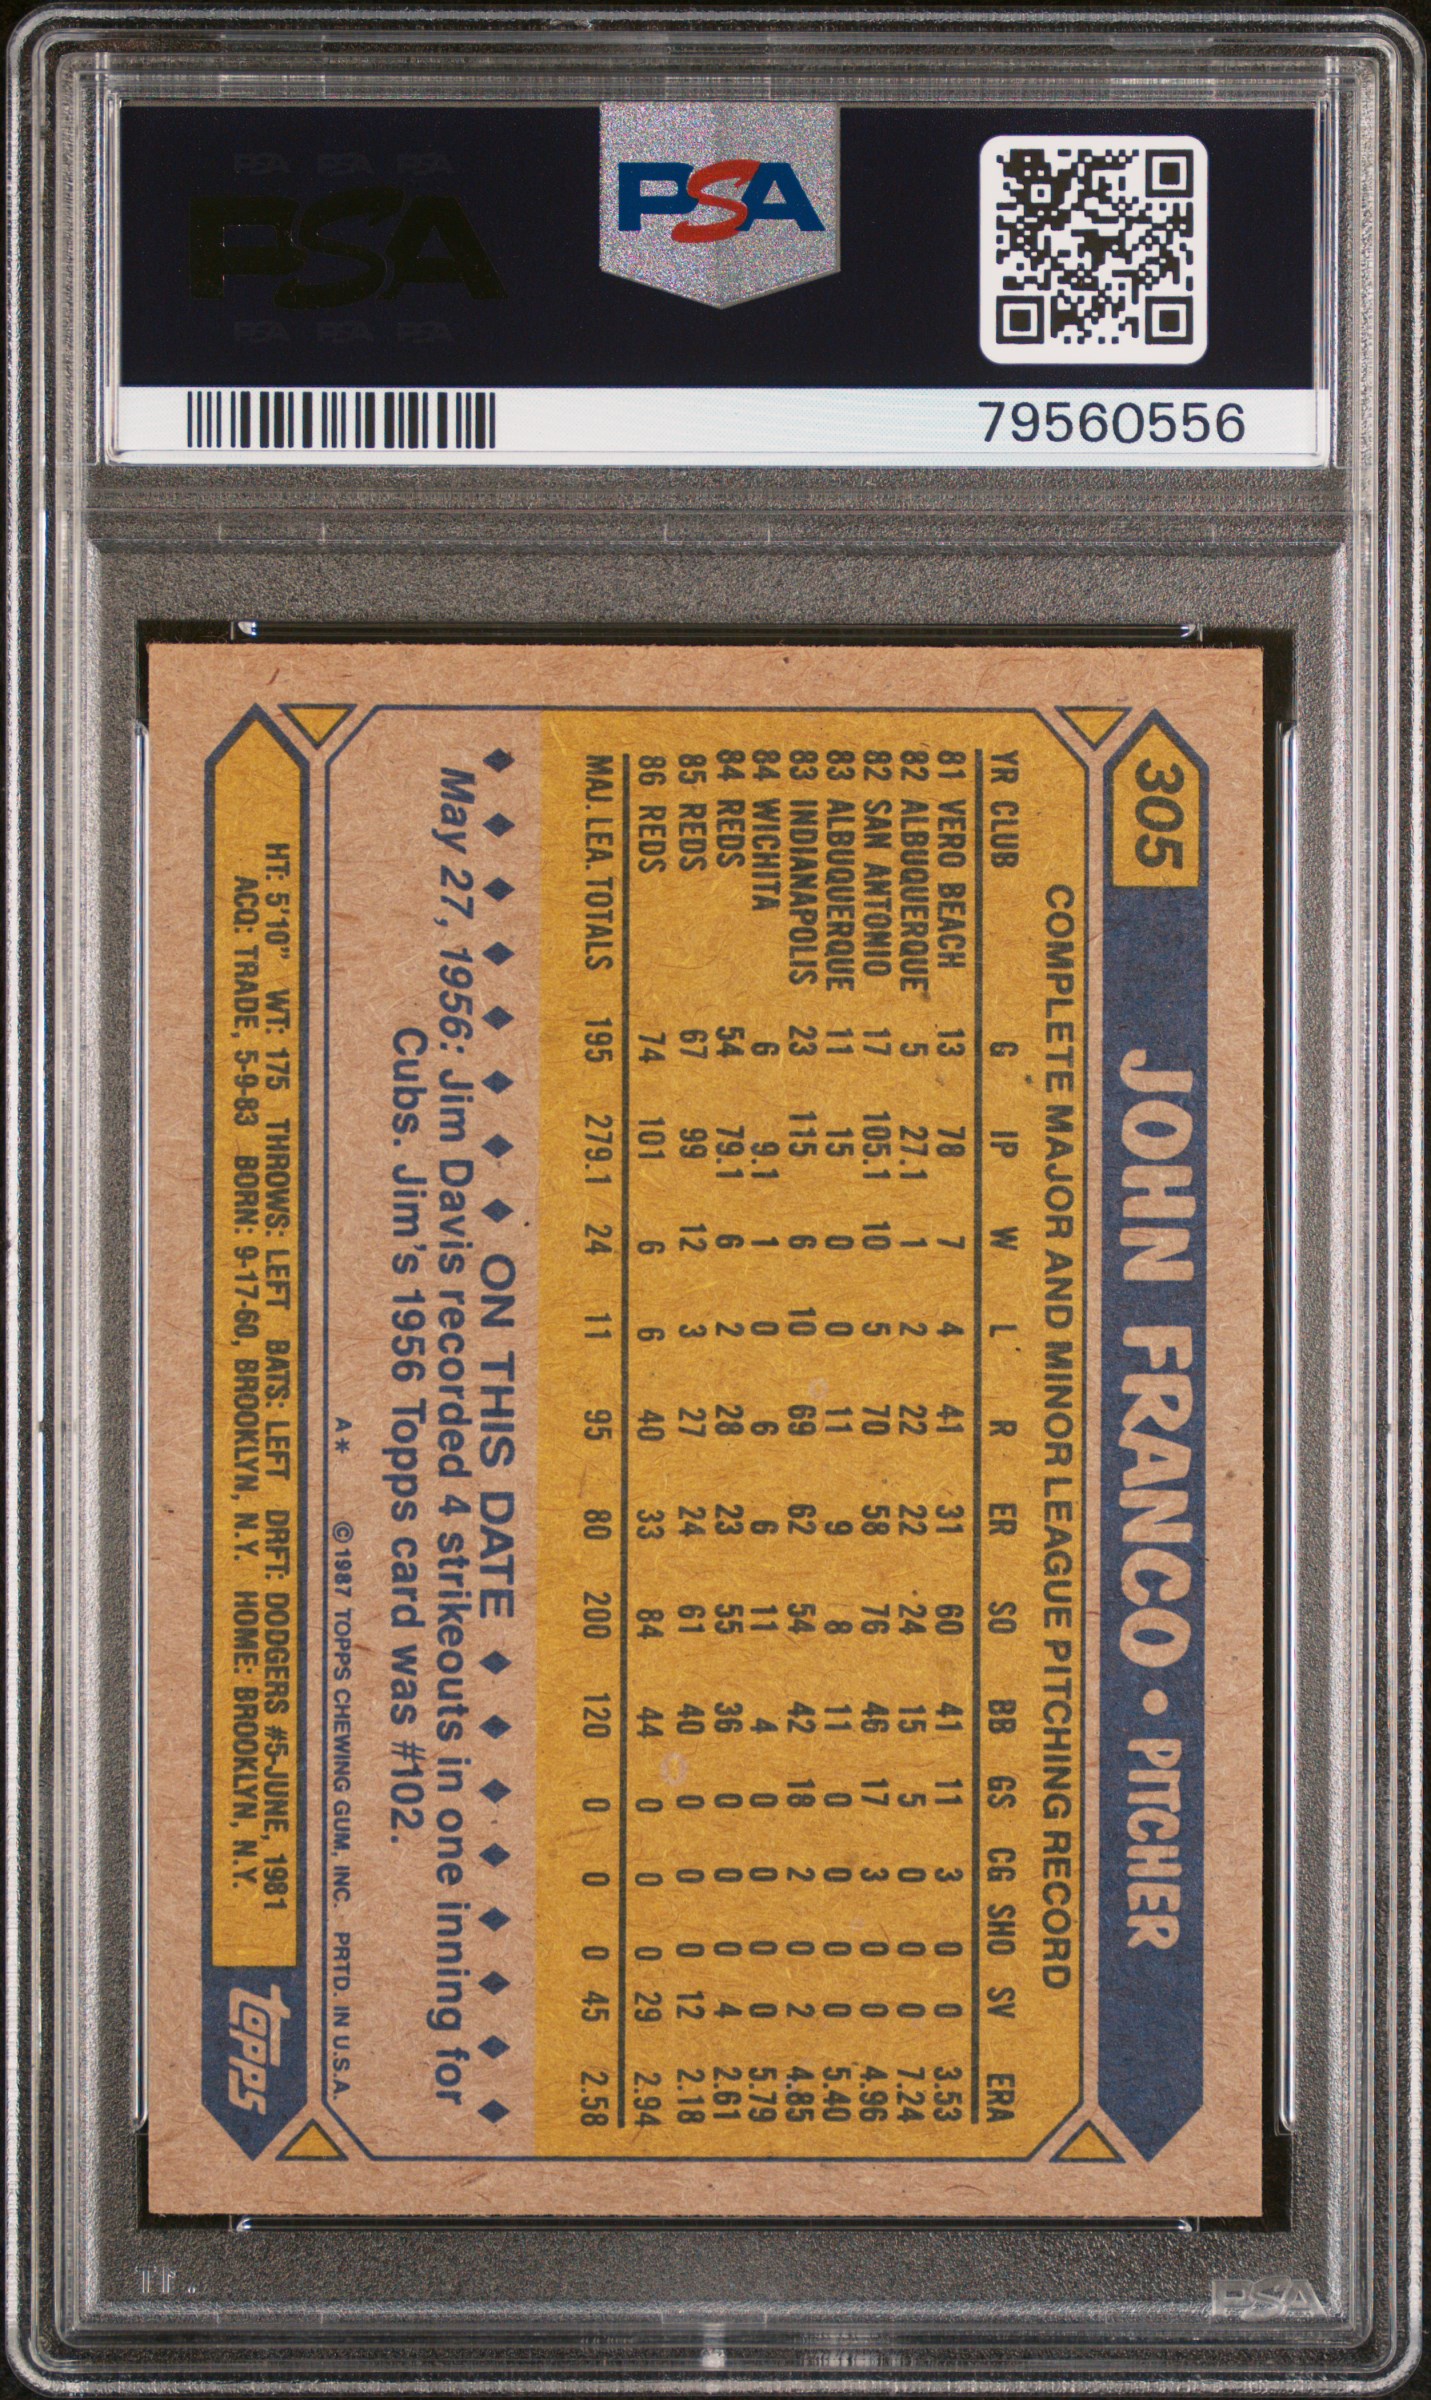 PSA PSA PSA
PSA
PSA PSA PSA
PSA
79560556
305
JOHN FRANCO • PITCHER
COMPLETE MAJOR AND MINOR LEAGUE PITCHING RECORD
YR CLUB G IP W L R ER SO BB GS CG SHO SV ERA
81 VERO BEACH 13 78 7 4 41 31 60 41 11 3 0 0 3.53
82 ALBUQUERQUE 5 27.1 1 2 22 22 24 15 5 0 0 0 7.24
82 SAN ANTONIO 17 105.1 10 5 70 58 76 46 17 3 0 0 4.96
83 ALBUQUERQUE 11 15 0 0 11 9 8 11 0 0 0 0 5.40
83 INDIANAPOLIS 23 115 6 10 69 62 54 42 18 2 0 2 4.85
84 WICHITA 6 9.1 1 0 6 6 11 4 0 0 0 0 5.79
84 REDS 54 79.1 6 2 28 23 55 36 0 0 0 4 2.61
85 REDS 67 99 12 3 27 24 61 40 0 0 0 12 2.18
86 REDS 74 101 6 6 40 33 84 44 0 0 0 29 2.94
MAJ. LEA. TOTALS 195 279.1 24 11 95 80 200 120 0 0 0 45 2.58
ON THIS DATE
May 27, 1956: Jim Davis recorded 4 strikeouts in one inning for
Cubs. Jim's 1956 Topps card was #102.
A* ©1987 TOPPS CHEWING GUM, INC. PRTD. IN U.S.A.
HT: 5'10" WT: 175 THROWS: LEFT BATS: LEFT DRFT: DODGERS #5-JUNE, 1981
ACQ: TRADE, 5-9-83 BORN: 9-17-60, BROOKLYN, N.Y. HOME: BROOKLYN, N.Y.
topps
PSA